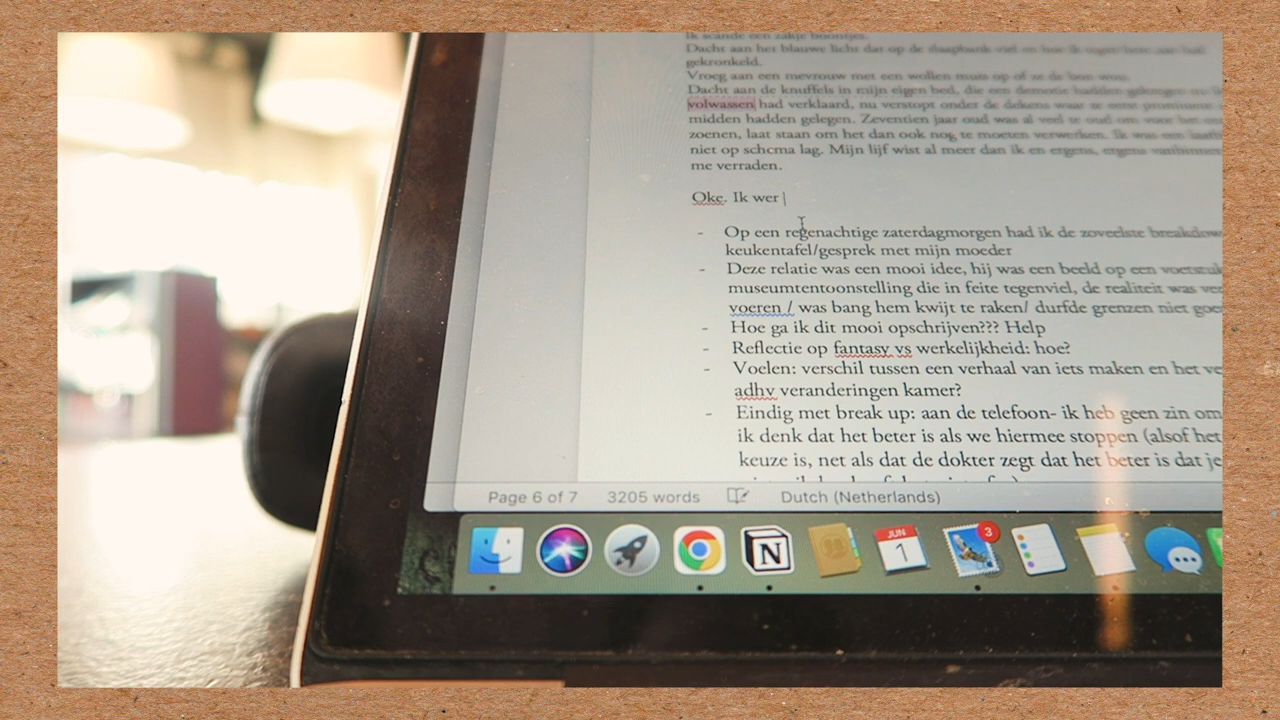 Ik scande een zakje boontjes.
Dacht aan het blauwe licht dat op de slaapbank viel en hoe ik
gekronkeld.
Vroeg aan een mevrouw met een wollen muts op of ze de bon wou.
Dacht aan de knuffels in mijn eigen bed, die een demente hadden
volwassen had verklaard, nu verstopt onder de dekens waar ze eerst prominent
midden hadden gelegen. Zeventien jaar oud was al veel te oud om voor het
zoenen, laat staan om het dan ook nog te moeten verwerken. Ik was een
niet op schema lag. Mijn lijf wist al meer dan ik en ergens, ergens
me verraden.
Oke. Ik wer
- Op een regenachtige zaterdagmorgen had ik de zoveelste breakdow
keukentafel/gesprek met mijn moeder
- Deze relatie was een mooi idee, hij was een beeld op een voetstuk
museumtentoonstelling die in feite tegenviel, de realiteit was ver
voeren / was bang hem kwijt te raken/ durfde grenzen niet goe
- Hoe ga ik dit mooi opschrijven??? Help
- Reflectie op fantasy vs werkelijkheid: hoe?
- Voelen: verschil tussen een verhaal van iets maken en het ve
adhv veranderingen kamer?
- Eindig met break up: aan de telefoon- ik heb geen zin om
ik denk dat het beter is als we hiermee stoppen (alsof het
keuze is, net als dat de dokter zegt dat het beter is dat je
Page 6 of 7 3205 words Dutch (Netherlands)
JUN
1
3
N